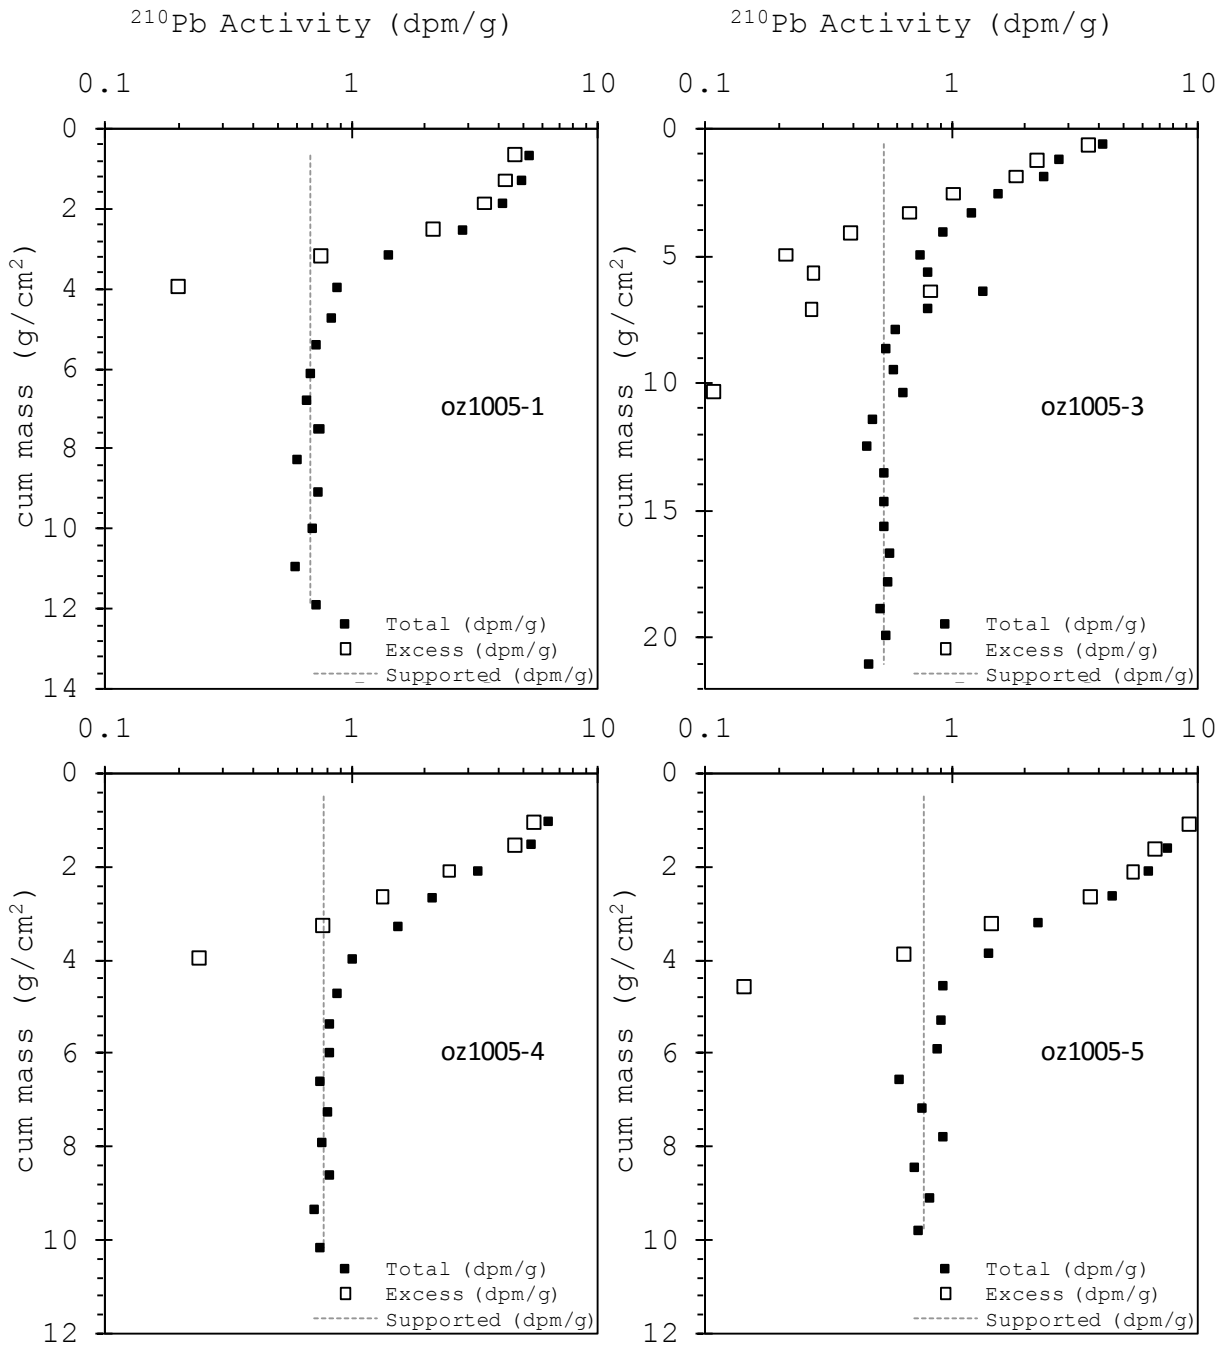 ²¹⁰Pb Activity (dpm/g) ²¹⁰Pb Activity (dpm/g)
0.1 1 10 0.1 1 10
cum mass (g/cm²)
0
2
4
6
8
10
12
14
oz1005-1
Total (dpm/g)
Excess (dpm/g)
Supported (dpm/g)
cum mass (g/cm²)
0
5
10
15
20
oz1005-3
Total (dpm/g)
Excess (dpm/g)
Supported (dpm/g)
0.1 1 10 0.1 1 10
cum mass (g/cm²)
0
2
4
6
8
10
12
oz1005-4
Total (dpm/g)
Excess (dpm/g)
Supported (dpm/g)
cum mass (g/cm²)
0
2
4
6
8
10
12
oz1005-5
Total (dpm/g)
Excess (dpm/g)
Supported (dpm/g)